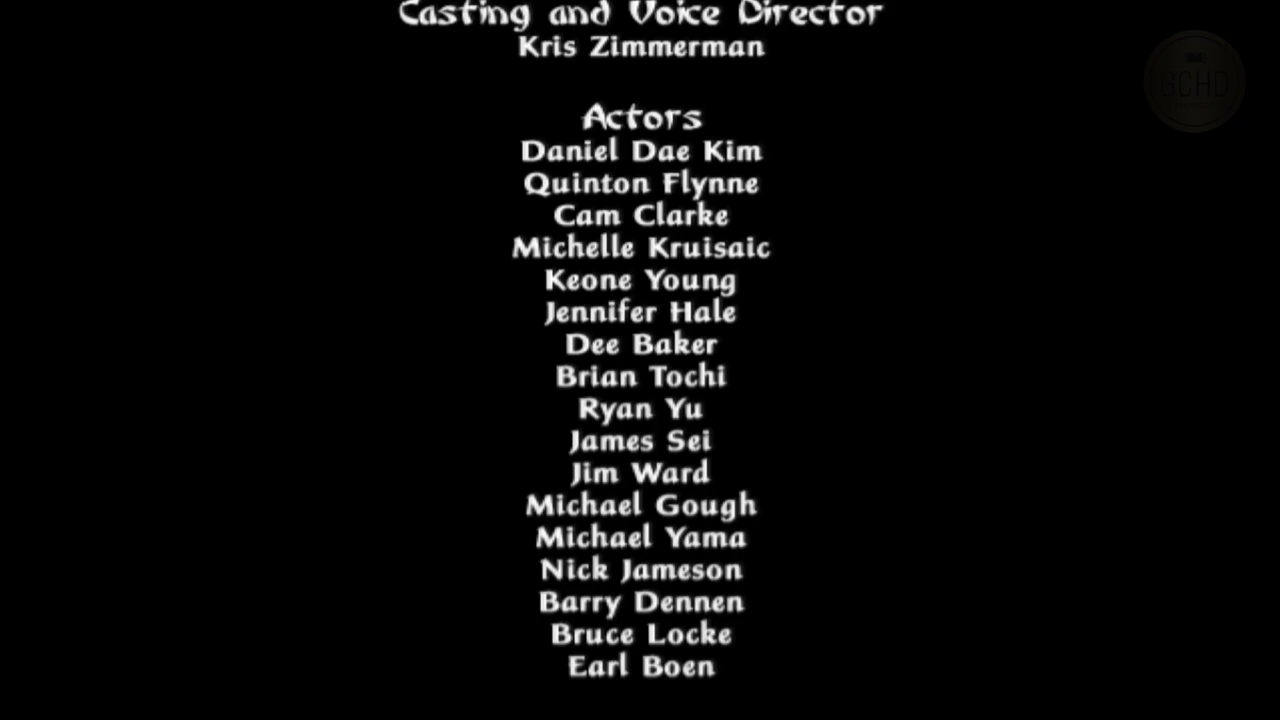 Casting and Voice Director
Kris Zimmerman
Actors
Daniel Dae Kim
Quinton Flynne
Cam Clarke
Michelle Kruisaic
Keone Young
Jennifer Hale
Dee Baker
Brian Tochi
Ryan Yu
James Sei
Jim Ward
Michael Gough
Michael Yama
Nick Jameson
Barry Dennen
Bruce Locke
Earl Boen
GCHD